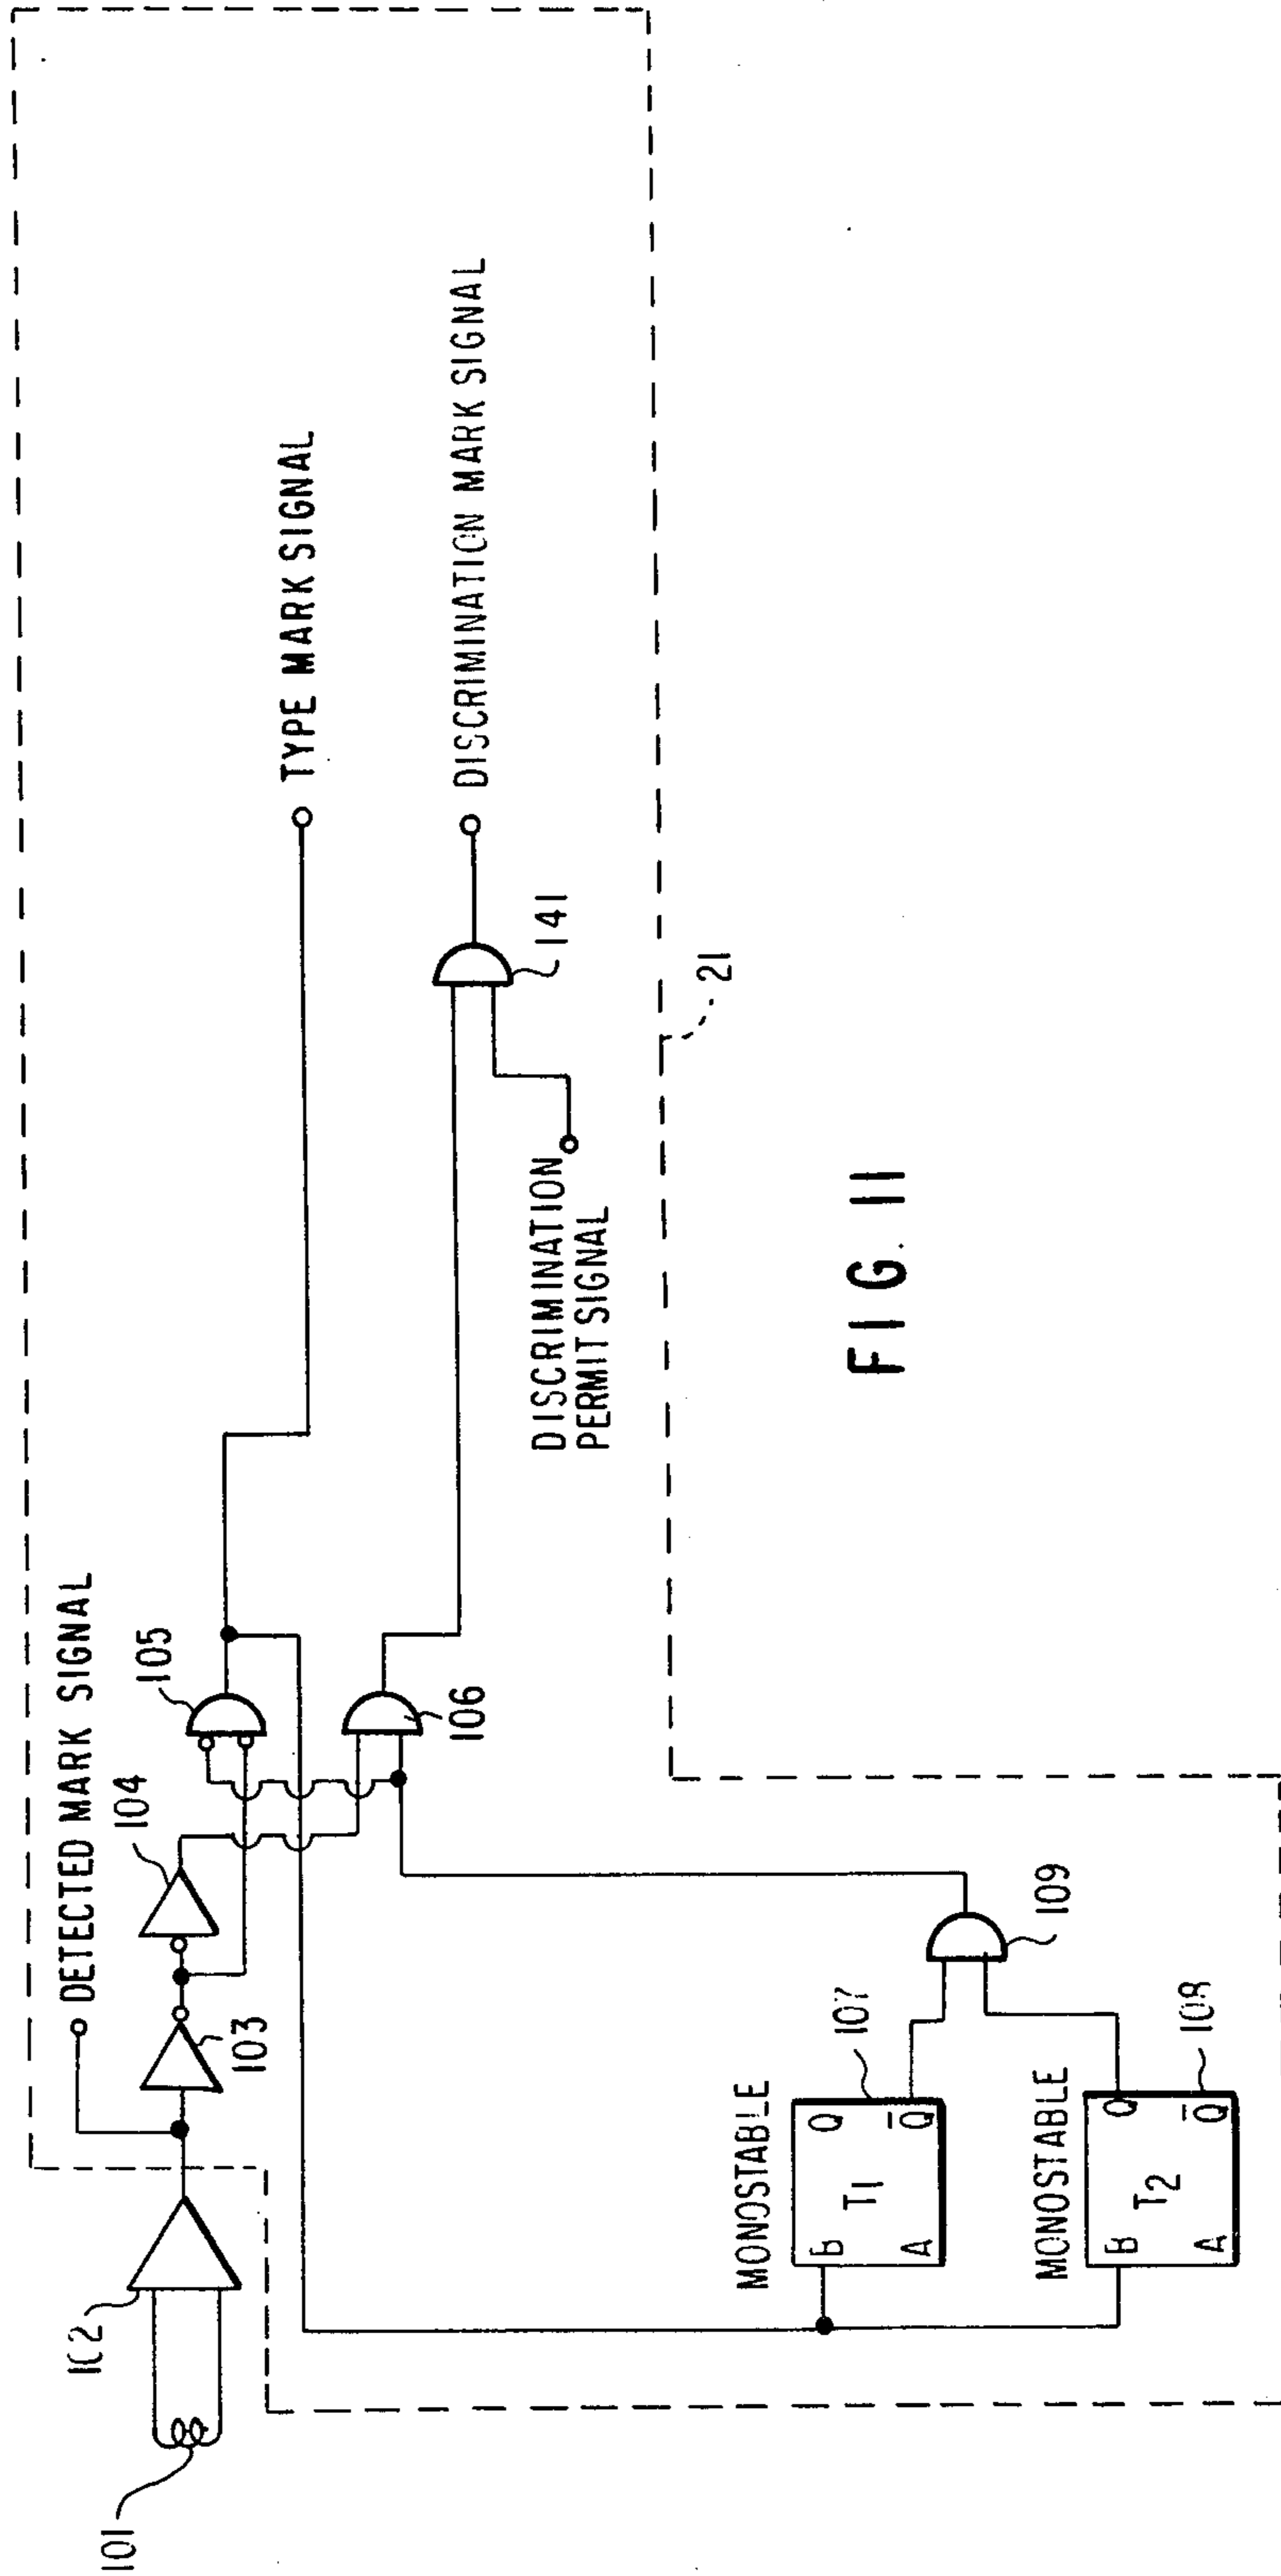 101
102
DETECTED MARK SIGNAL
103
104
105
106
TYPE MARK SIGNAL
DISCRIMINATION MARK SIGNAL
141
DISCRIMINATION
PERMIT SIGNAL
21
MONOSTABLE
107
B
Q
T1
A
Q̅
109
MONOSTABLE
108
B
Q
T2
A
Q̅
FIG. 11